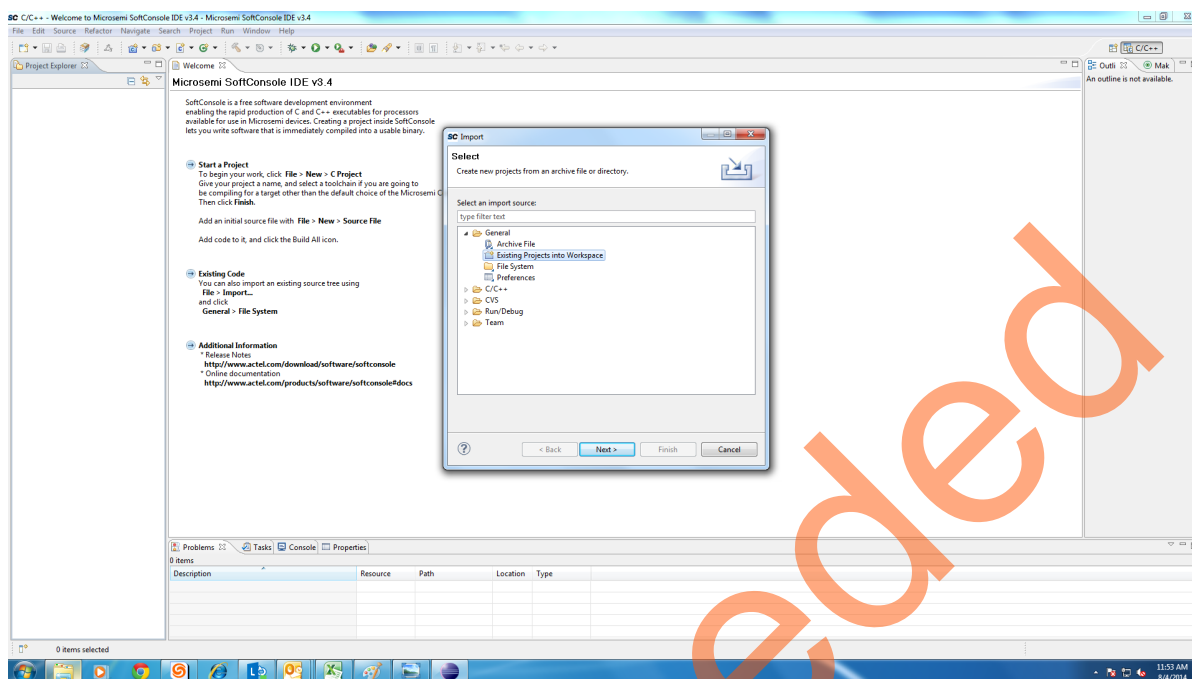 SC C/C++ - Welcome to Microsemi SoftConsole IDE v3.4 - Microsemi SoftConsole IDE v3.4
File Edit Source Refactor Navigate Search Project Run Window Help
C/C++
Project Explorer
Welcome
Outli
Mak
An outline is not available.
Microsemi SoftConsole IDE v3.4
SoftConsole is a free software development environment
enabling the rapid production of C and C++ executables for processors
available for use in Microsemi devices. Creating a project inside SoftConsole
lets you write software that is immediately compiled into a usable binary.
Start a Project
To begin your work, click File > New > C Project
Give your project a name, and select a toolchain if you are going to
be compiling for a target other than the default choice of the Microsemi C
Then click Finish.
Add an initial source file with File > New > Source File
Add code to it, and click the Build All icon.
Existing Code
You can also import an existing source tree using
File > Import...
and click
General > File System
Additional Information
* Release Notes
http://www.actel.com/download/software/softconsole
* Online documentation
http://www.actel.com/products/software/softconsole#docs
SC Import
Select
Create new projects from an archive file or directory.
Select an import source:
type filter text
General
Archive File
Existing Projects into Workspace
File System
Preferences
C/C++
CVS
Run/Debug
Team
< Back
Next >
Finish
Cancel
Problems
Tasks
Console
Properties
0 items
Description Resource Path Location Type
0 items selected
11:53 AM
8/4/2014
ded